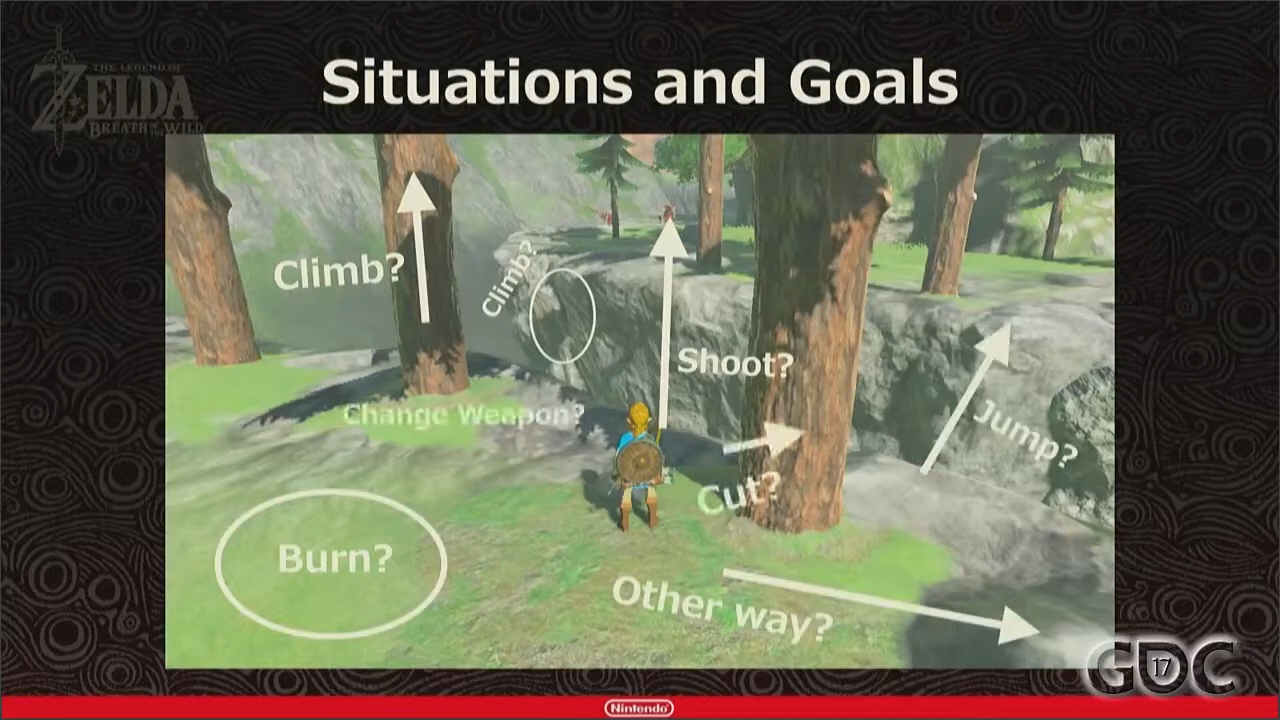 THE LEGEND OF
ZELDA
BREATH OF THE WILD
Situations and Goals
Climb?
Climb?
Shoot?
Change Weapon?
Jump?
Cut?
Burn?
Other way?
GDC 17
Nintendo